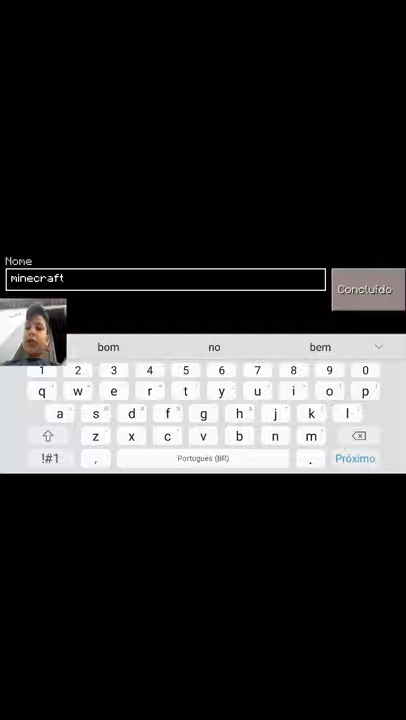 Nome
minecraft
Concluído
bom no bem
1 2 3 4 5 6 7 8 9 0
q w e r t y u i o p
a s d f g h j k l
z x c v b n m
!#1 , Português (BR) . Próximo